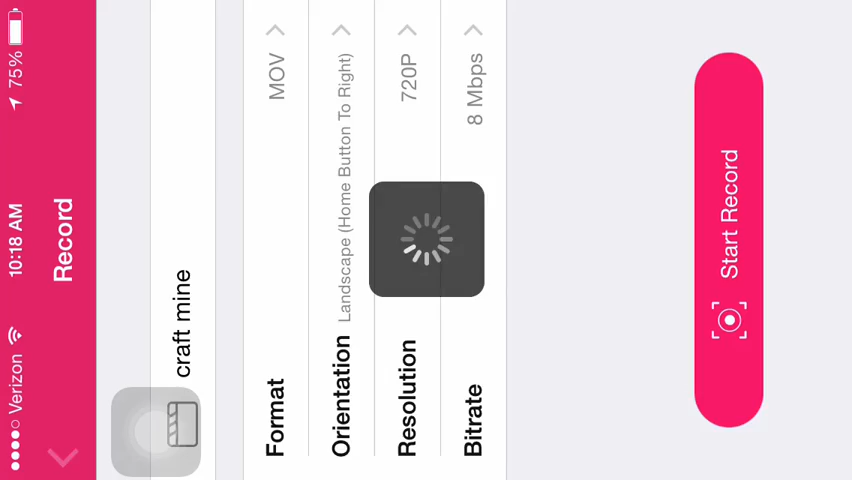 Verizon 10:18 AM 75%
Record
craft mine
Format MOV
Orientation Landscape (Home Button To Right)
Resolution 720P
Bitrate 8 Mbps
Start Record